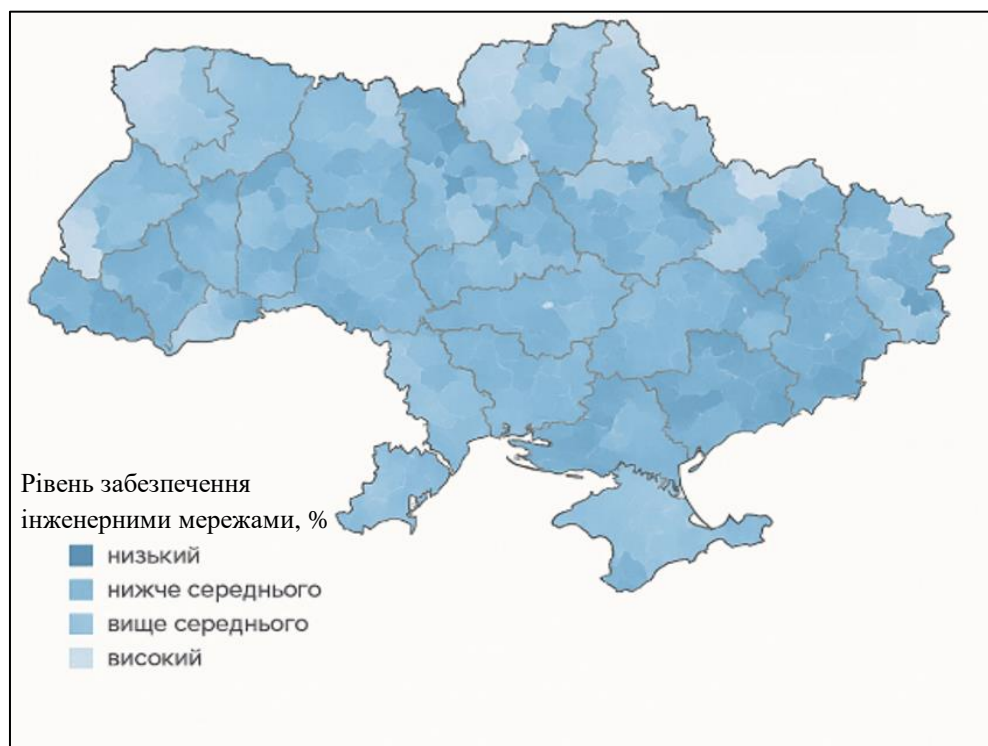 Рівень забезпечення
інженерними мережами, %
низький
нижче середнього
вище середнього
високий